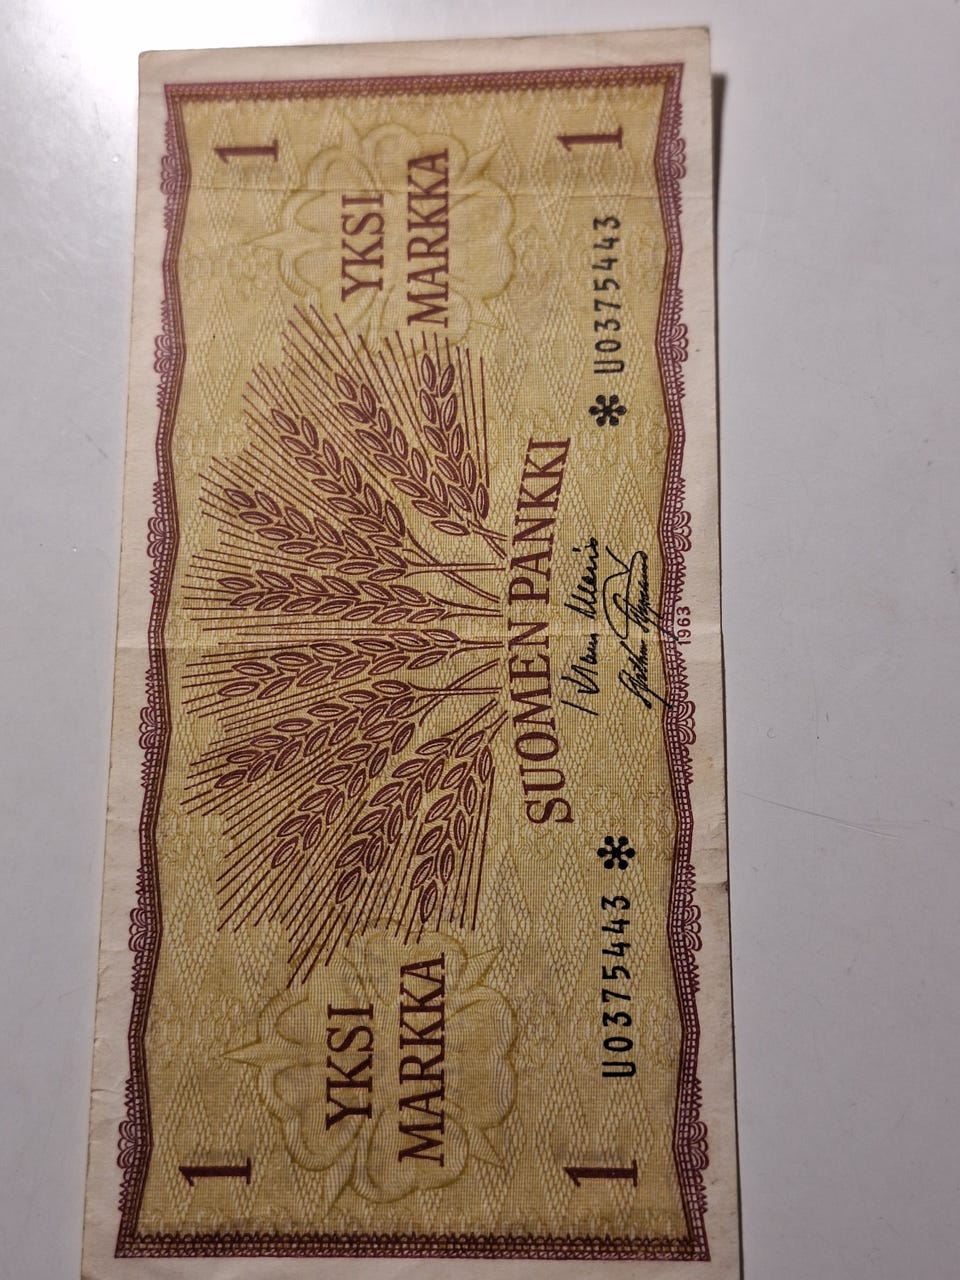 1 1
YKSI MARKKA
YKSI MARKKA
SUOMEN PANKKI
U0375443 * * U0375443
1 1
1963